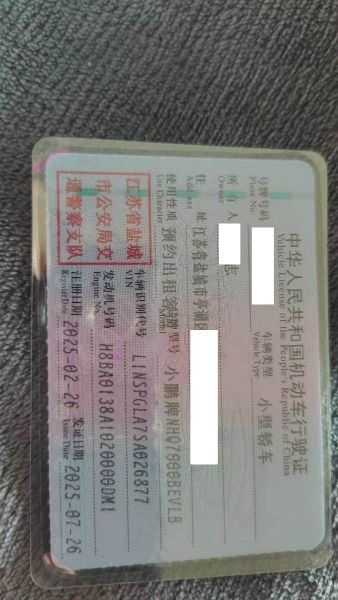 中华人民共和国机动车行驶证
Vehicle License of the People's Republic of China
号牌号码
Plate No.
车辆类型 小型轿车
Vehicle Type
所有人 志
Owner
住址 江苏省盐城市亭湖区
Address
使用性质 预约出租客
Use Character
品牌型号 小鹏牌NHQ7000BEVLB
Model
江苏省盐城
市公安局交
通警察支队
车辆识别代号 L1NSPGLA7SA026877
VIN
发动机号码 H8BA0138A1020000DM1
Engine No.
注册日期 2025-02-26
Register Date
发证日期 2025-07-26
Issue Date